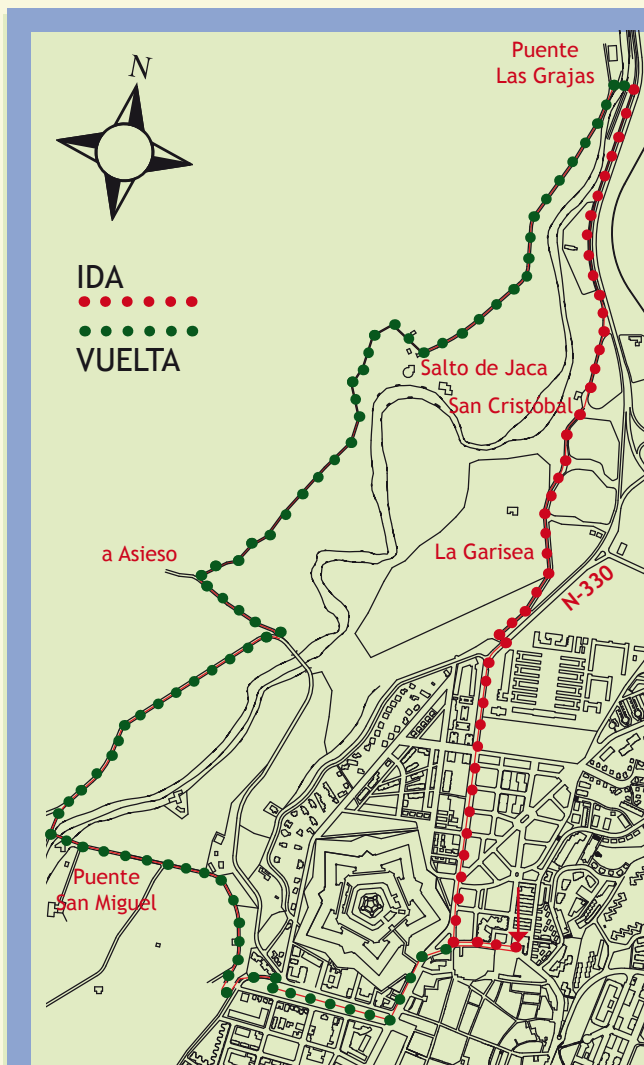 Puente
Las Grajas
N
IDA
VUELTA
Salto de Jaca
San Cristóbal
a Asieso
La Garisea
N-330
Puente
San Miguel